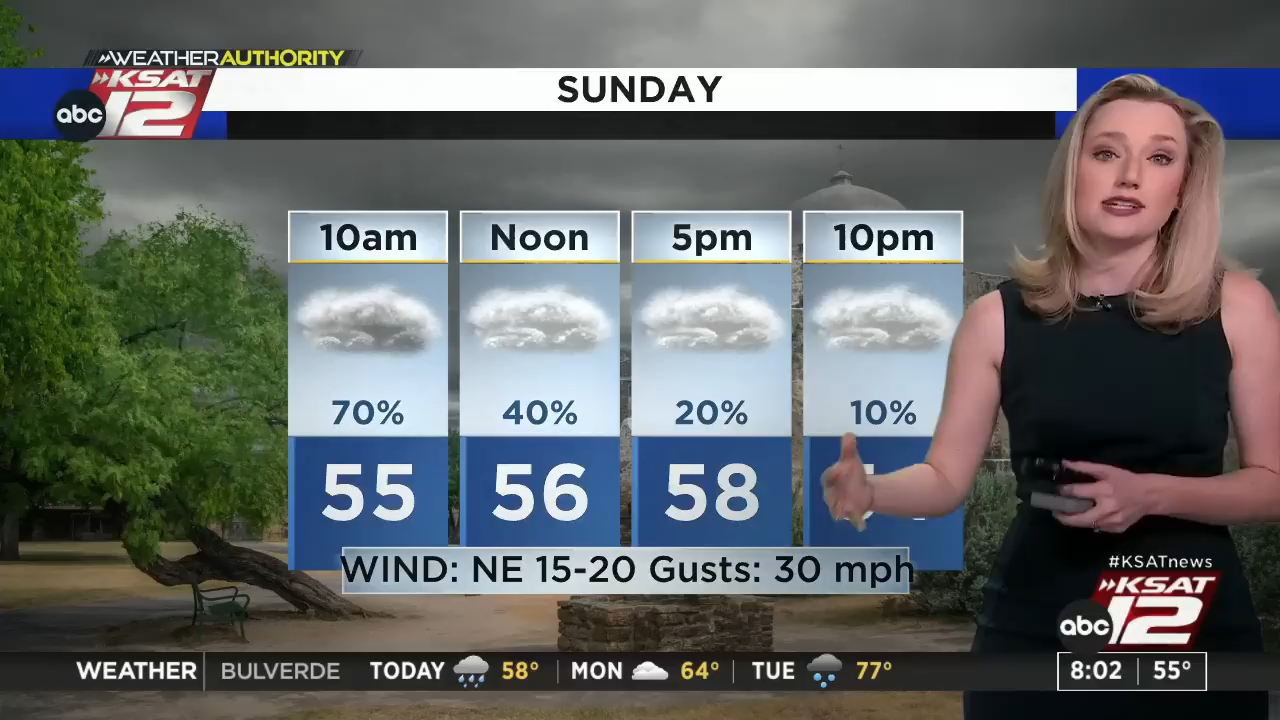 WEATHER AUTHORITY
KSAT
abc 12
SUNDAY
10am Noon 5pm 10pm
70% 40% 20% 10%
55 56 58
WIND: NE 15-20 Gusts: 30 mph
#KSATnews
KSAT
abc 12
WEATHER BULVERDE TODAY 58° MON 64° TUE 77° 8:02 55°